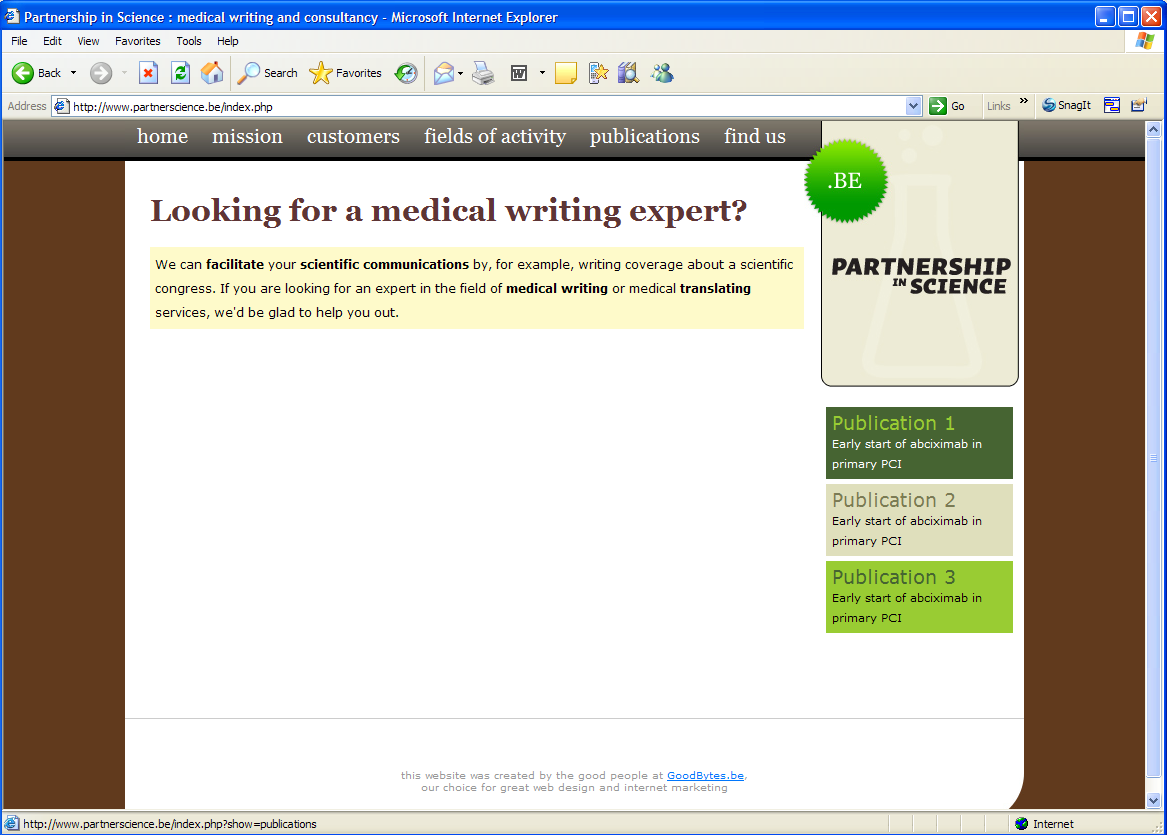 Partnership in Science : medical writing and consultancy - Microsoft Internet Explorer
File Edit View Favorites Tools Help
Back Search Favorites
Address http://www.partnerscience.be/index.php Go Links » SnagIt
home mission customers fields of activity publications find us
.BE
PARTNERSHIP
IN SCIENCE
Looking for a medical writing expert?
We can facilitate your scientific communications by, for example, writing coverage about a scientific
congress. If you are looking for an expert in the field of medical writing or medical translating
services, we'd be glad to help you out.
Publication 1
Early start of abciximab in
primary PCI
Publication 2
Early start of abciximab in
primary PCI
Publication 3
Early start of abciximab in
primary PCI
this website was created by the good people at GoodBytes.be,
our choice for great web design and internet marketing
http://www.partnerscience.be/index.php?show=publications Internet